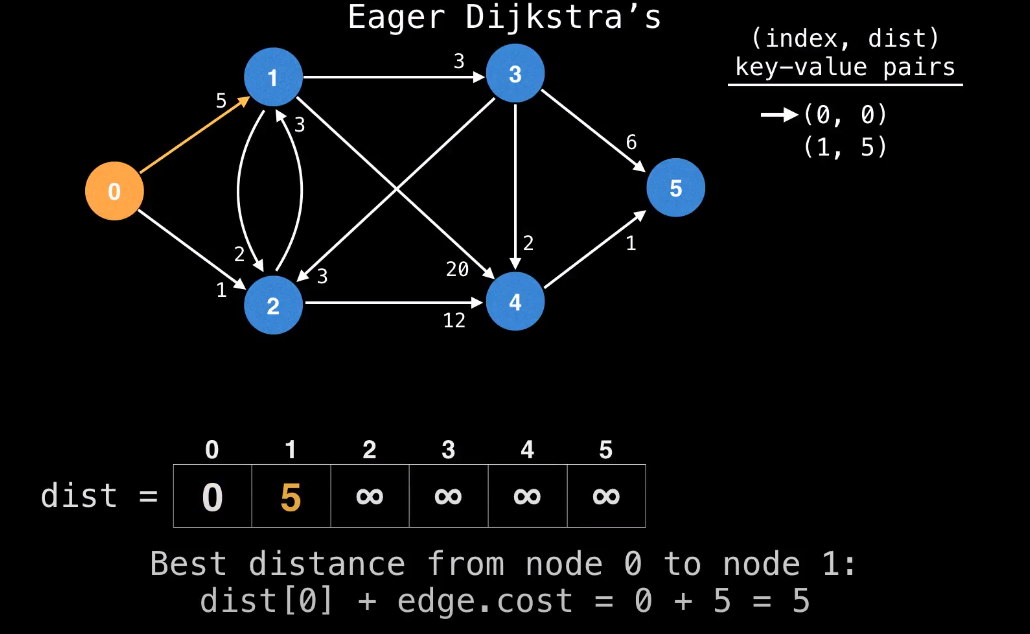 Eager Dijkstra’s
(index, dist)
key–value pairs
(0, 0)
(1, 5)
0
1
2
3
4
5
5
1
2
3
3
20
3
12
2
6
1
0 1 2 3 4 5
dist = 0 5 ∞ ∞ ∞ ∞
Best distance from node 0 to node 1:
dist[0] + edge.cost = 0 + 5 = 5